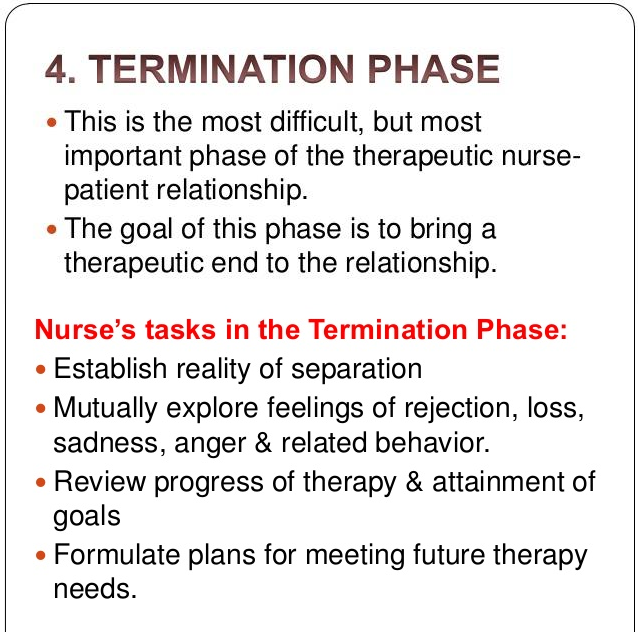 4. TERMINATION PHASE
• This is the most difficult, but most
important phase of the therapeutic nurse-
patient relationship.
• The goal of this phase is to bring a
therapeutic end to the relationship.
Nurse’s tasks in the Termination Phase:
• Establish reality of separation
• Mutually explore feelings of rejection, loss,
sadness, anger & related behavior.
• Review progress of therapy & attainment of
goals
• Formulate plans for meeting future therapy
needs.